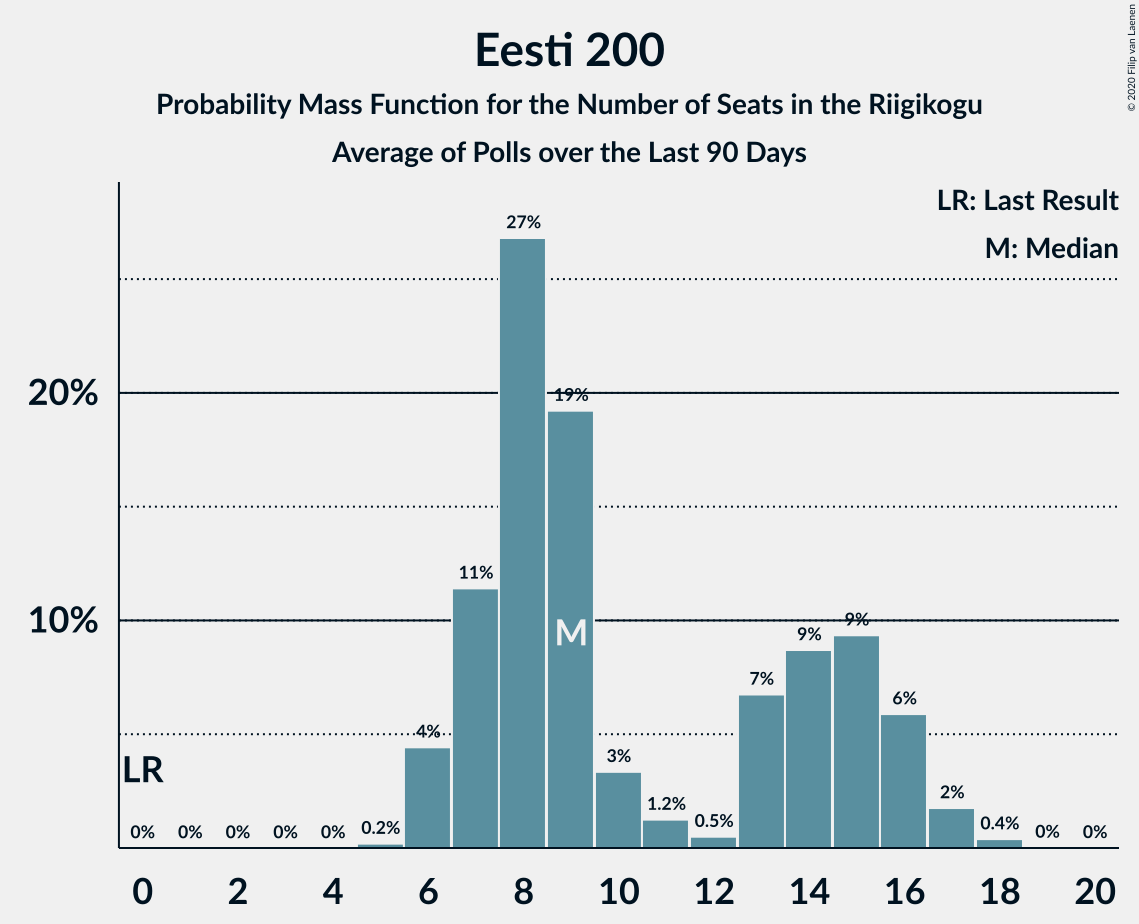 Eesti 200
Probability Mass Function for the Number of Seats in the Riigikogu
Average of Polls over the Last 90 Days
© 2020 Filip van Laenen
LR: Last Result
M: Median
20%
10%
LR
0%
0%
0%
0%
0%
0.2%
4%
11%
27%
19%
M
3%
1.2%
0.5%
7%
9%
9%
6%
2%
0.4%
0%
0%
0 2 4 6 8 10 12 14 16 18 20